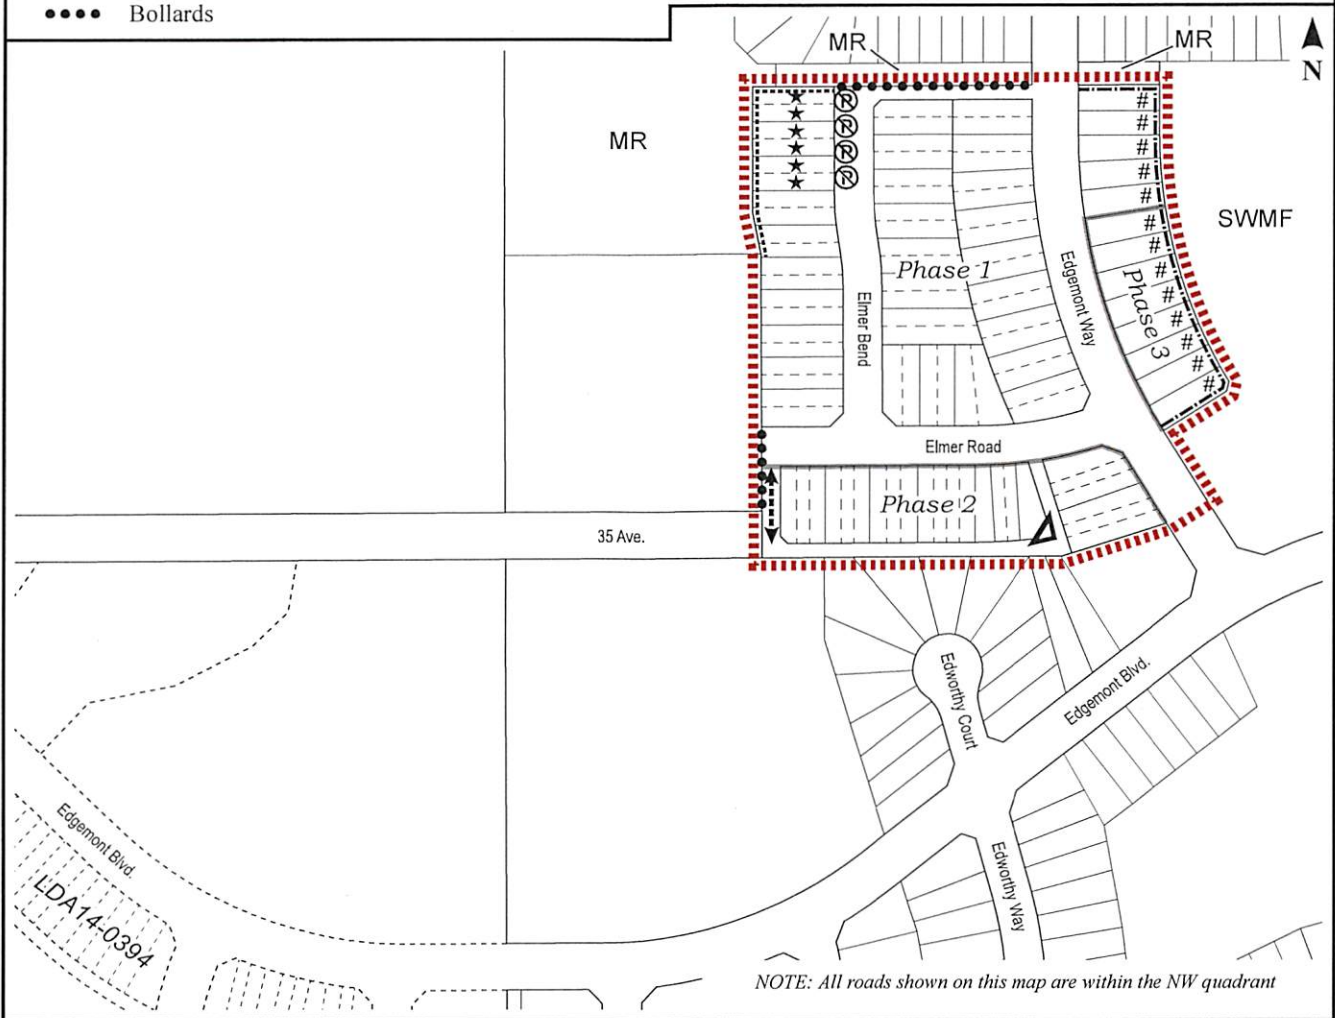 Bollards
MR
MR
N
MR
SWMF
Ⓡ
Ⓡ
Ⓡ
Ⓡ
#
#
#
#
#
#
#
#
#
#
#
#
#
Phase 1
Edgemont Way
Phase 3
Elmer Bend
Elmer Road
Phase 2
35 Ave.
Edworthy Court
Edgemont Blvd.
Edgemont Blvd.
LDA14-0394
Edworthy Way
NOTE: All roads shown on this map are within the NW quadrant